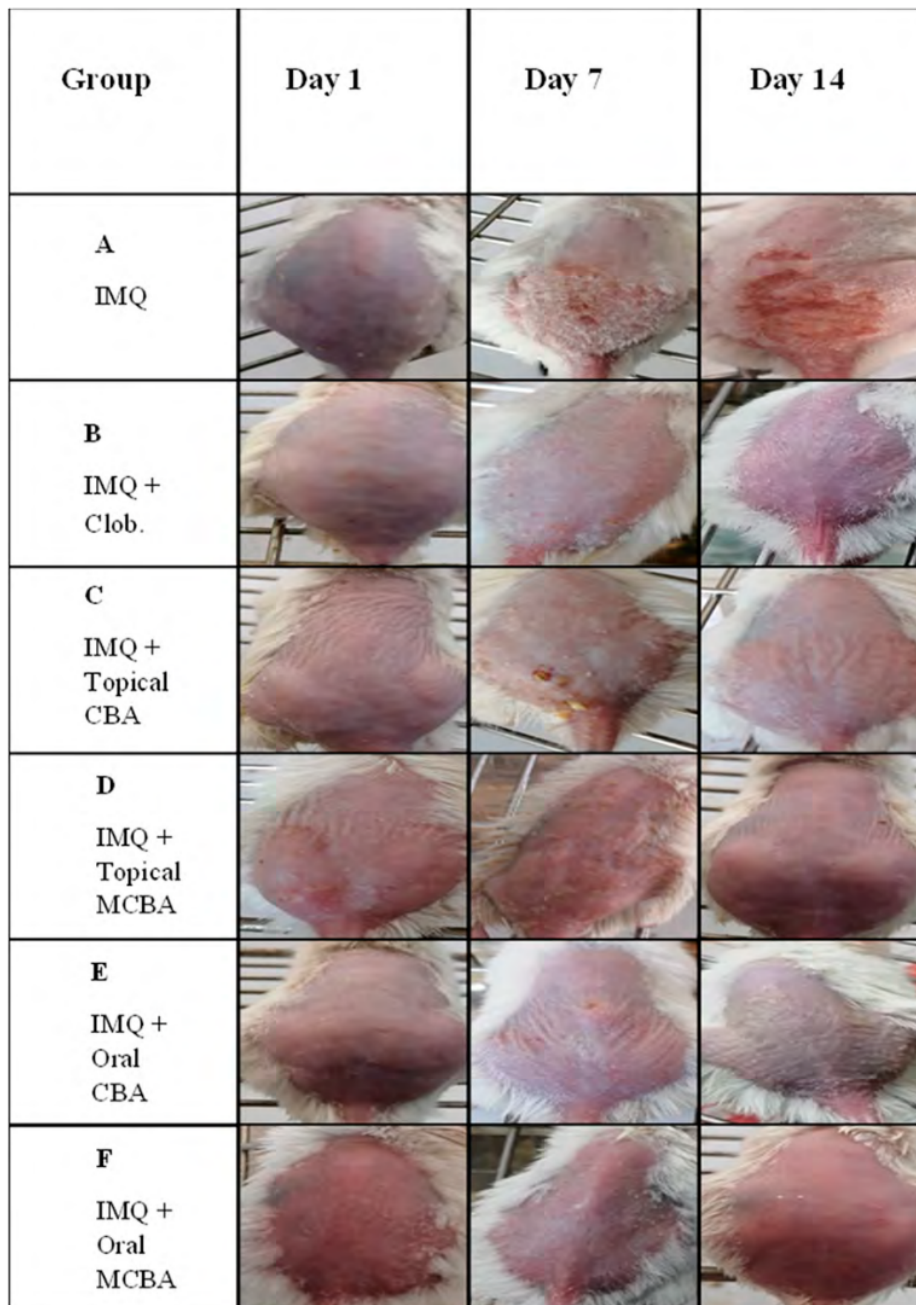 Group
Day 1
Day 7
Day 14
A
IMQ
B
IMQ +
Clob.
C
IMQ +
Topical
CBA
D
IMQ +
Topical
MCBA
E
IMQ +
Oral
CBA
F
IMQ +
Oral
MCBA